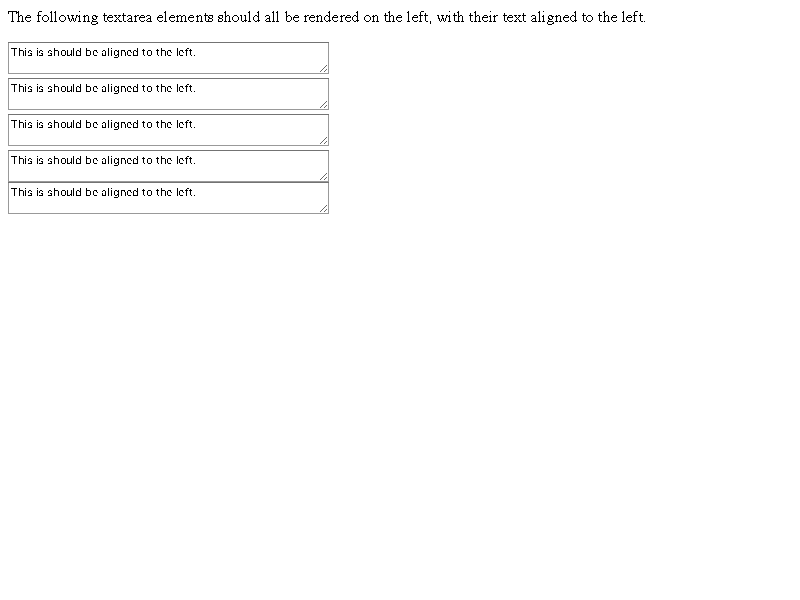 The following textarea elements should all be rendered on the left, with their text aligned to the left.
This is should be aligned to the left.
This is should be aligned to the left.
This is should be aligned to the left.
This is should be aligned to the left.
This is should be aligned to the left.